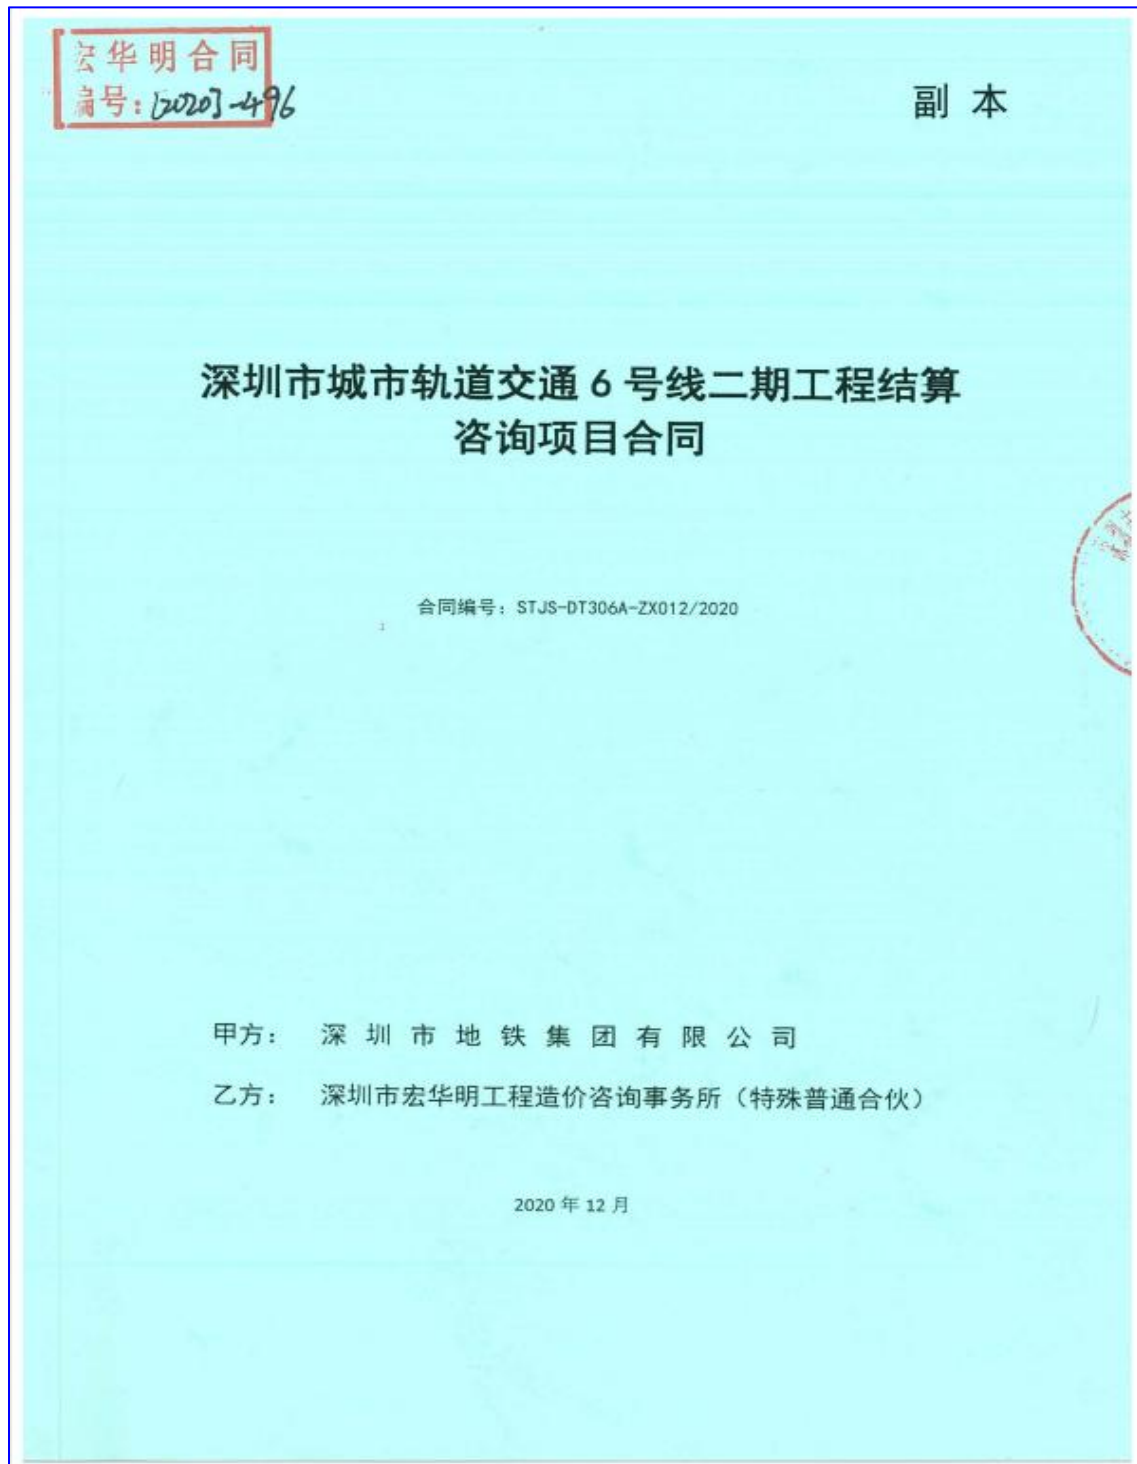 宏华明合同
编号：[2020]-496
副 本
深圳市城市轨道交通 6 号线二期工程结算
咨询项目合同
合同编号：STJS-DT306A-ZX012/2020
甲方： 深 圳 市 地 铁 集 团 有 限 公 司
乙方： 深圳市宏华明工程造价咨询事务所（特殊普通合伙）
2020 年 12 月